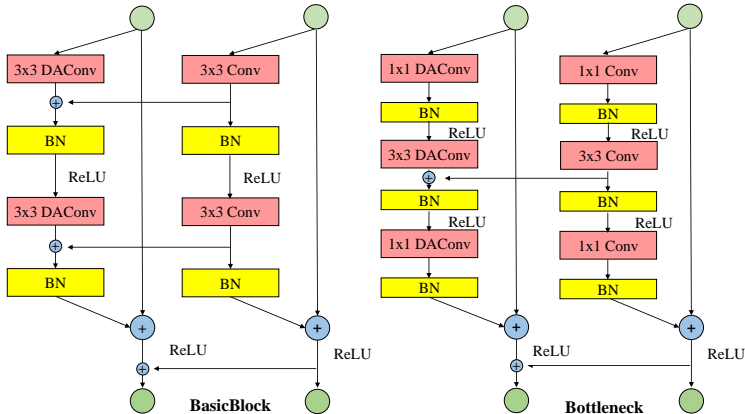 3x3 DAConv
3x3 Conv
+
BN
BN
ReLU
ReLU
3x3 DAConv
3x3 Conv
+
BN
BN
+
+
ReLU
ReLU
+
BasicBlock
1x1 DAConv
1x1 Conv
BN
BN
ReLU
ReLU
3x3 DAConv
3x3 Conv
+
BN
BN
ReLU
ReLU
1x1 DAConv
1x1 Conv
BN
BN
+
+
ReLU
ReLU
+
Bottleneck